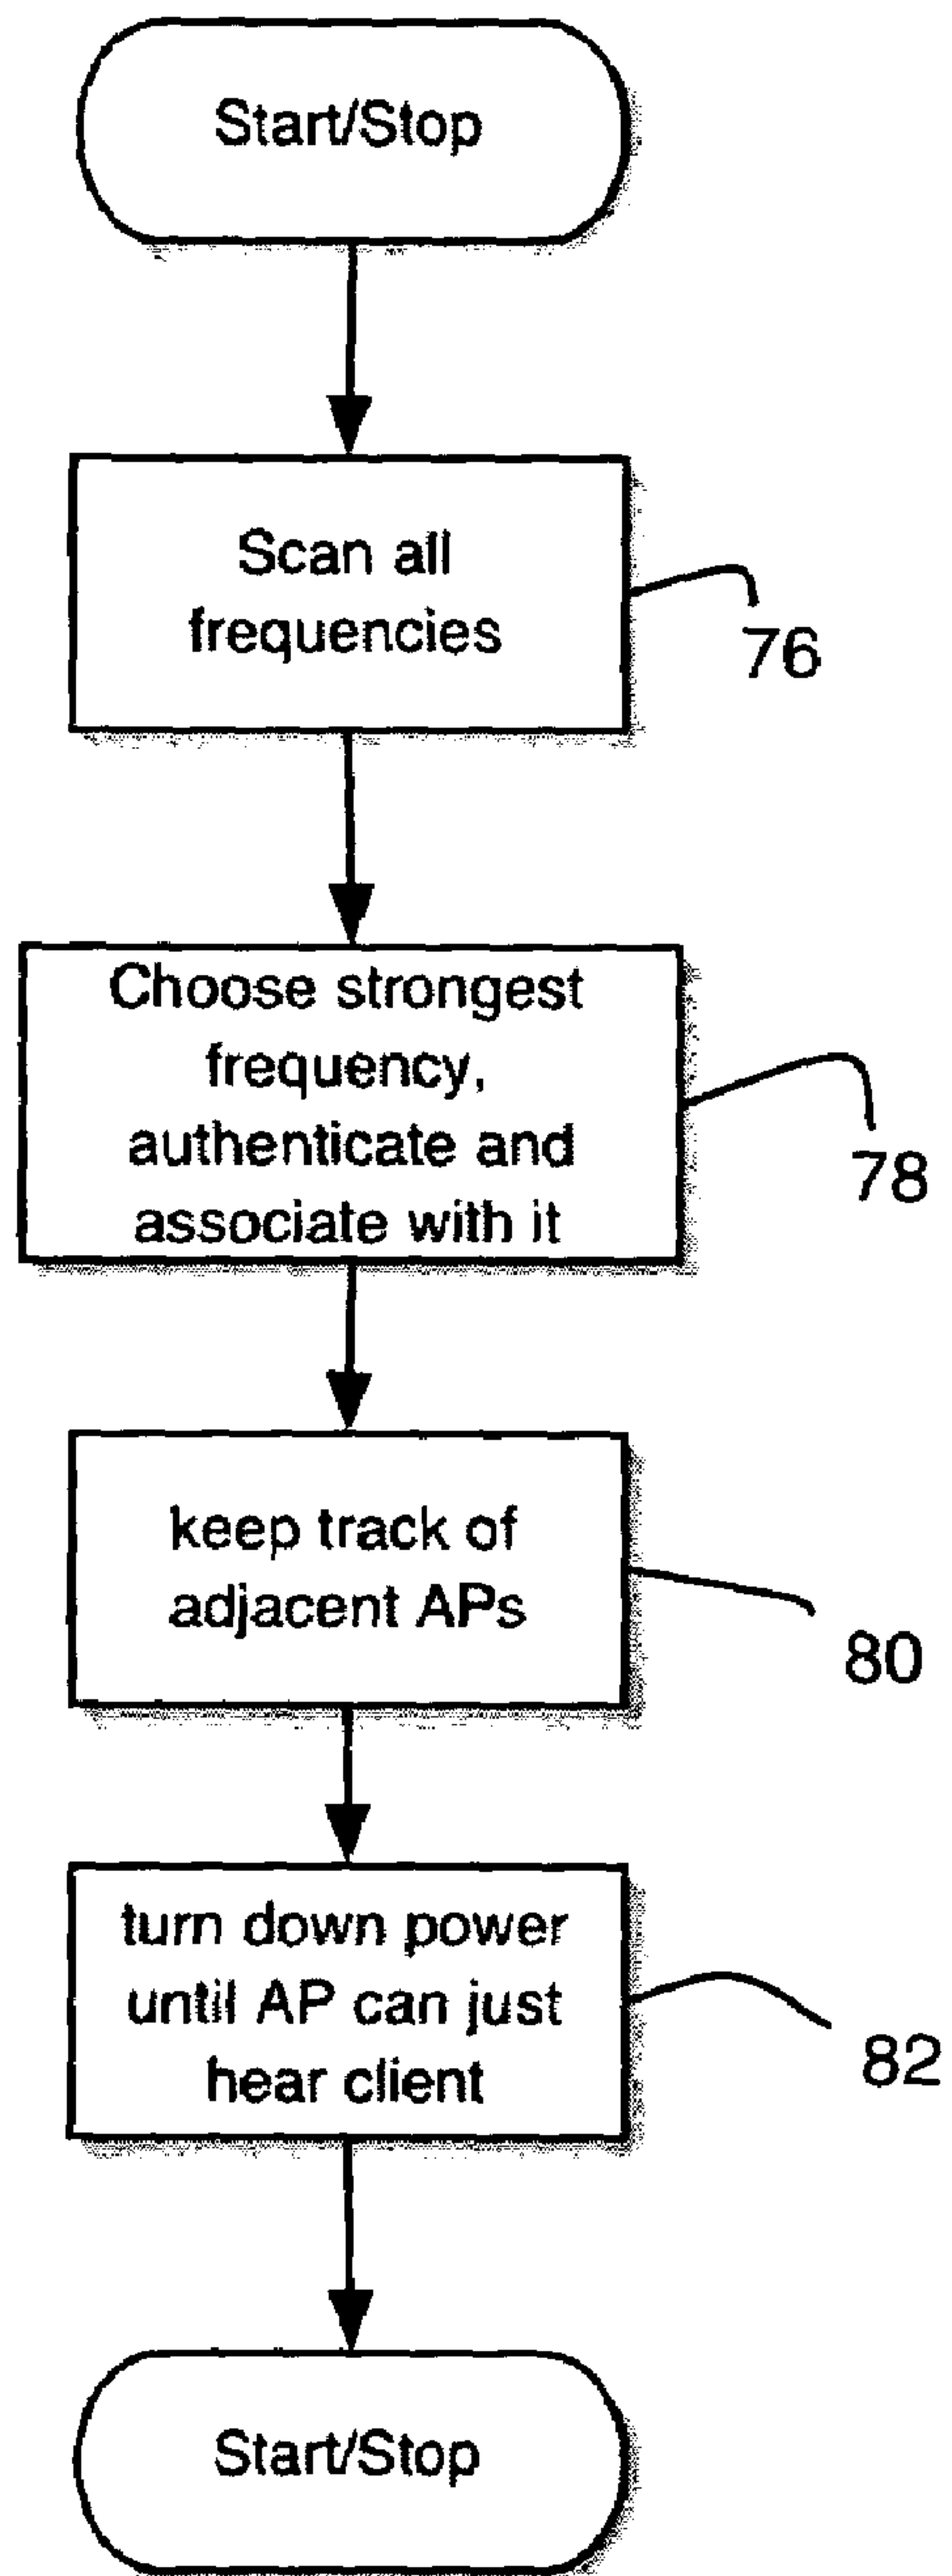 Start/Stop
Scan all
frequencies
76
Choose strongest
frequency,
authenticate and
associate with it
78
keep track of
adjacent APs
80
turn down power
until AP can just
hear client
82
Start/Stop